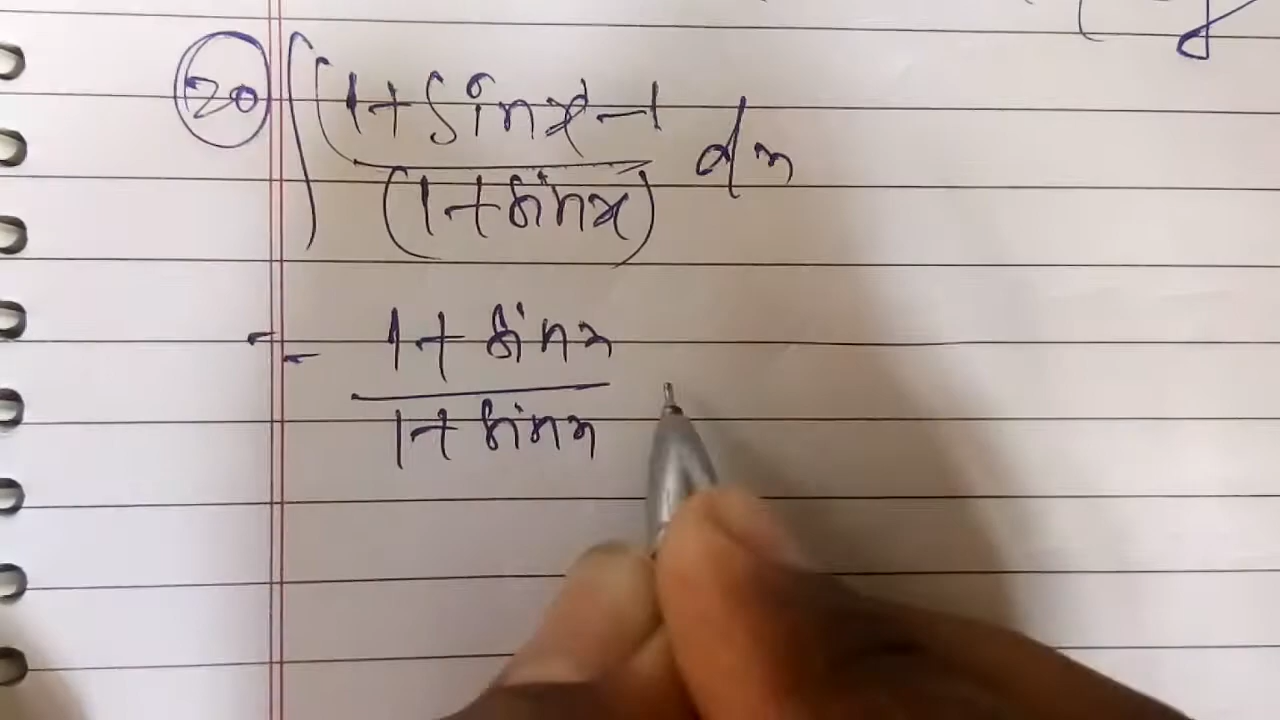 20 ∫ (1+sinx-1
(1+sinx) dx
= 1+sinx
1+sinx